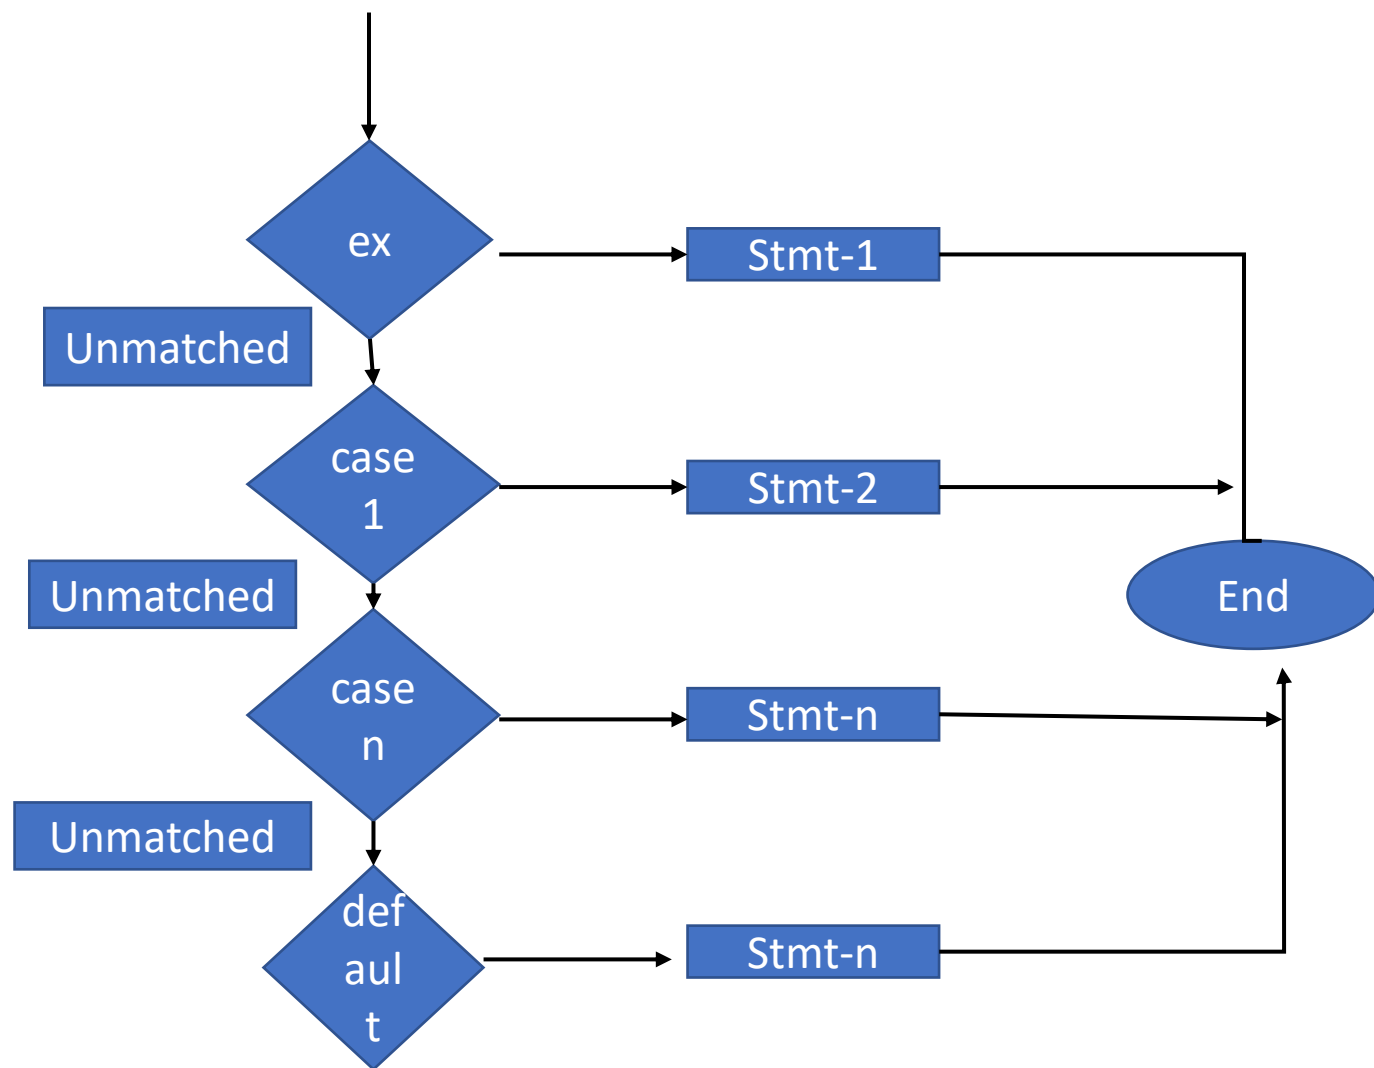 ex
Stmt-1
Unmatched
case
1
Stmt-2
Unmatched
End
case
n
Stmt-n
Unmatched
def
aul
t
Stmt-n